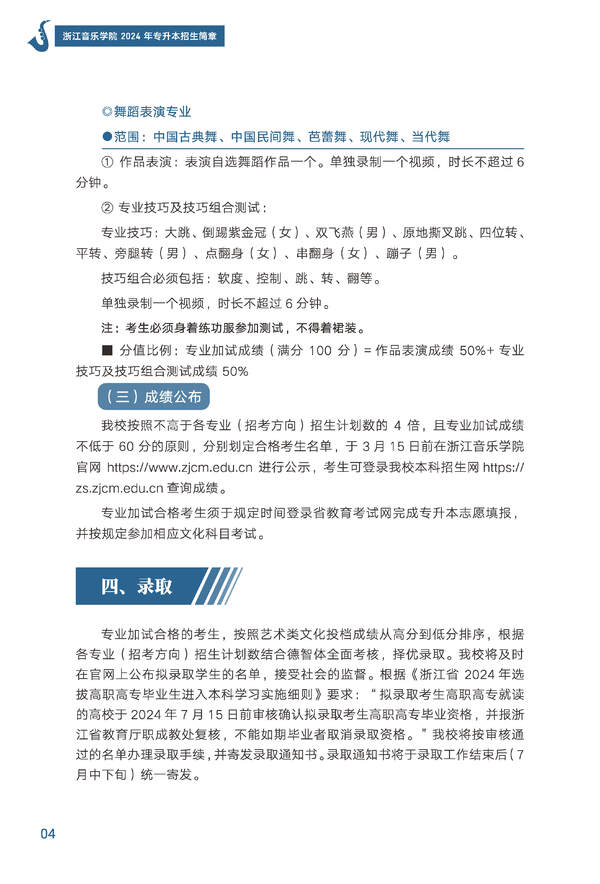 浙江音乐学院 2024 年专升本招生简章
◎舞蹈表演专业
●范围：中国古典舞、中国民间舞、芭蕾舞、现代舞、当代舞
① 作品表演：表演自选舞蹈作品一个。单独录制一个视频，时长不超过 6
分钟。
② 专业技巧及技巧组合测试：
专业技巧：大跳、倒踢紫金冠（女）、双飞燕（男）、原地撕叉跳、四位转、
平转、旁腿转（男）、点翻身（女）、串翻身（女）、蹦子（男）。
技巧组合必须包括：软度、控制、跳、转、翻等。
单独录制一个视频，时长不超过 6 分钟。
注：考生必须身着练功服参加测试，不得着裙装。
■ 分值比例：专业加试成绩（满分 100 分）= 作品表演成绩 50%+ 专业
技巧及技巧组合测试成绩 50%
（三）成绩公布
我校按照不高于各专业（招考方向）招生计划数的 4 倍，且专业加试成绩
不低于 60 分的原则，分别划定合格考生名单，于 3 月 15 日前在浙江音乐学院
官网 https://www.zjcm.edu.cn 进行公示，考生可登录我校本科招生网 https://
zs.zjcm.edu.cn 查询成绩。
专业加试合格考生须于规定时间登录省教育考试网完成专升本志愿填报，
并按规定参加相应文化科目考试。
四、录取
专业加试合格的考生，按照艺术类文化投档成绩从高分到低分排序，根据
各专业（招考方向）招生计划数结合德智体全面考核，择优录取。我校将及时
在官网上公布拟录取学生的名单，接受社会的监督。根据《浙江省 2024 年选
拔高职高专毕业生进入本科学习实施细则》要求：“拟录取考生高职高专就读
的高校于 2024 年 7 月 15 日前审核确认拟录取考生高职高专毕业资格，并报浙
江省教育厅职成教处复核，不能如期毕业者取消录取资格。”我校将按审核通
过的名单办理录取手续，并寄发录取通知书。录取通知书将于录取工作结束后（7
月中下旬）统一寄发。
04